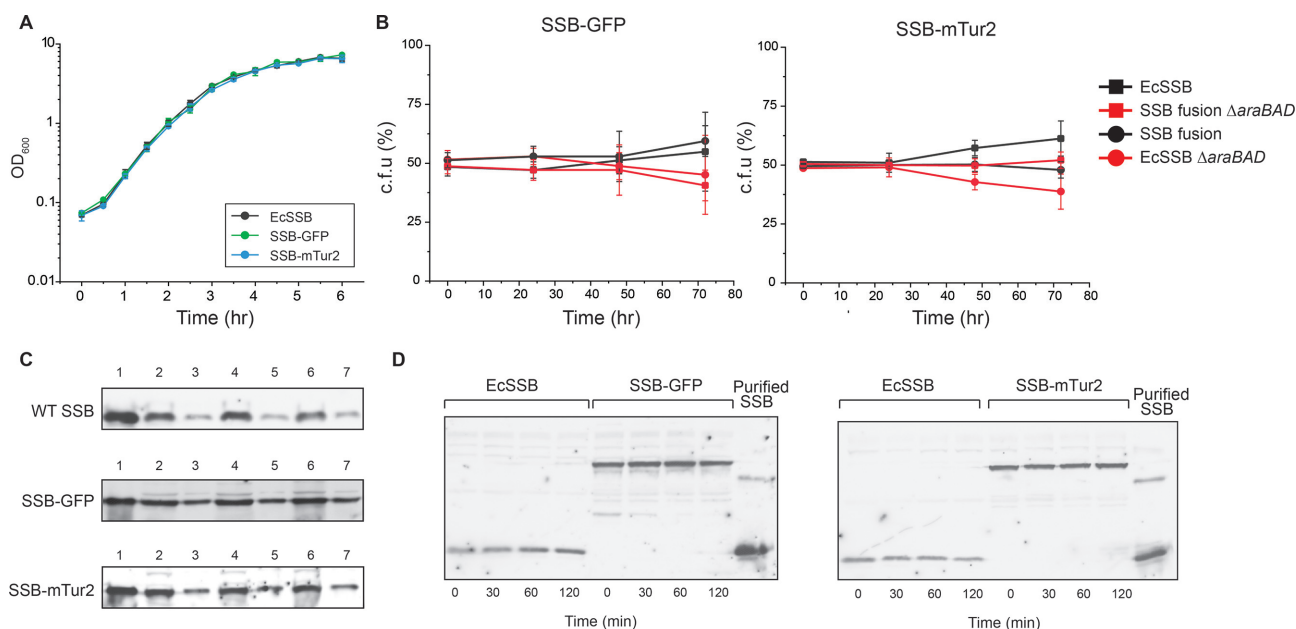 A
10
1
0.1
0.01
OD600
0 1 2 3 4 5 6
Time (hr)
EcSSB
SSB-GFP
SSB-mTur2
B
SSB-GFP
100
75
50
25
0
c.f.u (%)
0 10 20 30 40 50 60 70 80
Time (hr)
SSB-mTur2
100
75
50
25
0
c.f.u (%)
0 10 20 30 40 50 60 70 80
Time (hr)
EcSSB
SSB fusion ΔaraBAD
SSB fusion
EcSSB ΔaraBAD
C
1 2 3 4 5 6 7
WT SSB
1 2 3 4 5 6 7
SSB-GFP
1 2 3 4 5 6 7
SSB-mTur2
D
EcSSB SSB-GFP Purified
SSB
0 30 60 120 0 30 60 120
Time (min)
EcSSB SSB-mTur2 Purified
SSB
0 30 60 120 0 30 60 120
Time (min)